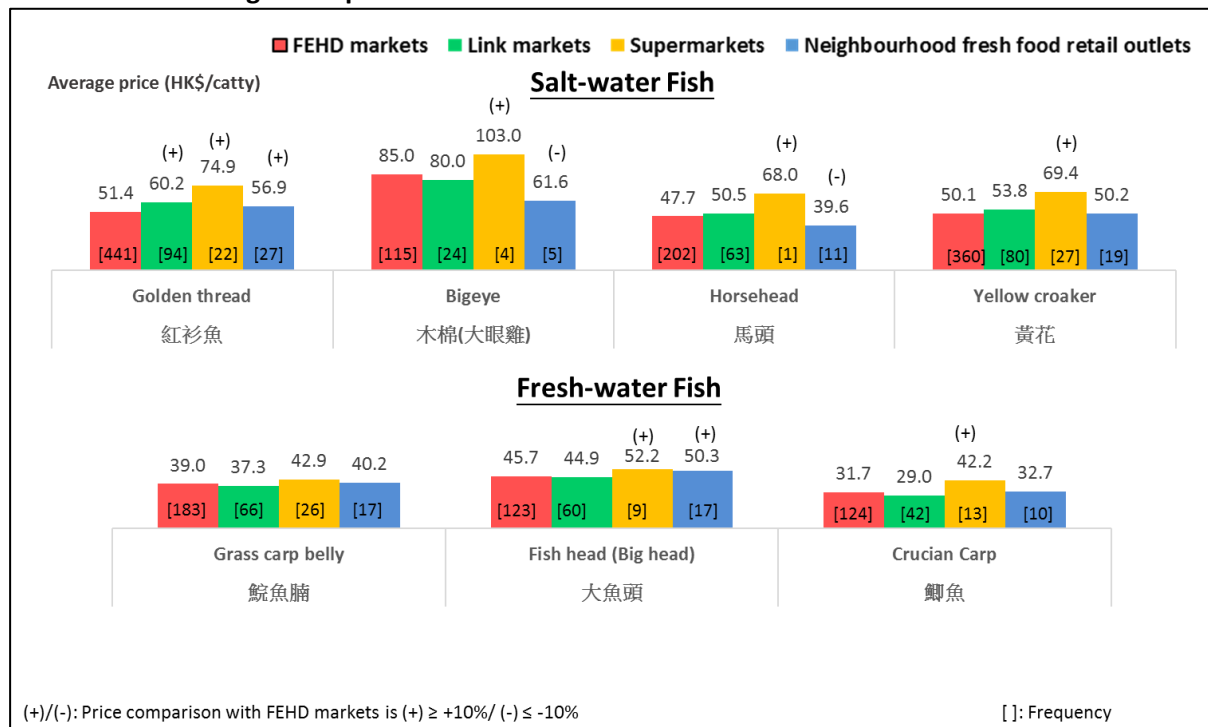 FEHD markets Link markets Supermarkets Neighbourhood fresh food retail outlets
Average price (HK$/catty)
Salt-water Fish
(+) (+) (+) (+) (-) (+) (-) (+)
51.4 60.2 74.9 56.9 85.0 80.0 103.0 61.6 47.7 50.5 68.0 39.6 50.1 53.8 69.4 50.2
[441] [94] [22] [27] [115] [24] [4] [5] [202] [63] [1] [11] [360] [80] [27] [19]
Golden thread Bigeye Horsehead Yellow croaker
紅衫魚 木棉(大眼雞) 馬頭 黃花
Fresh-water Fish
(+) (+) (+)
39.0 37.3 42.9 40.2 45.7 44.9 52.2 50.3 31.7 29.0 42.2 32.7
[183] [66] [26] [17] [123] [60] [9] [17] [124] [42] [13] [10]
Grass carp belly Fish head (Big head) Crucian Carp
鯇魚腩 大魚頭 鯽魚
(+)/(-): Price comparison with FEHD markets is (+) ≥ +10%/ (-) ≤ -10% [ ]: Frequency